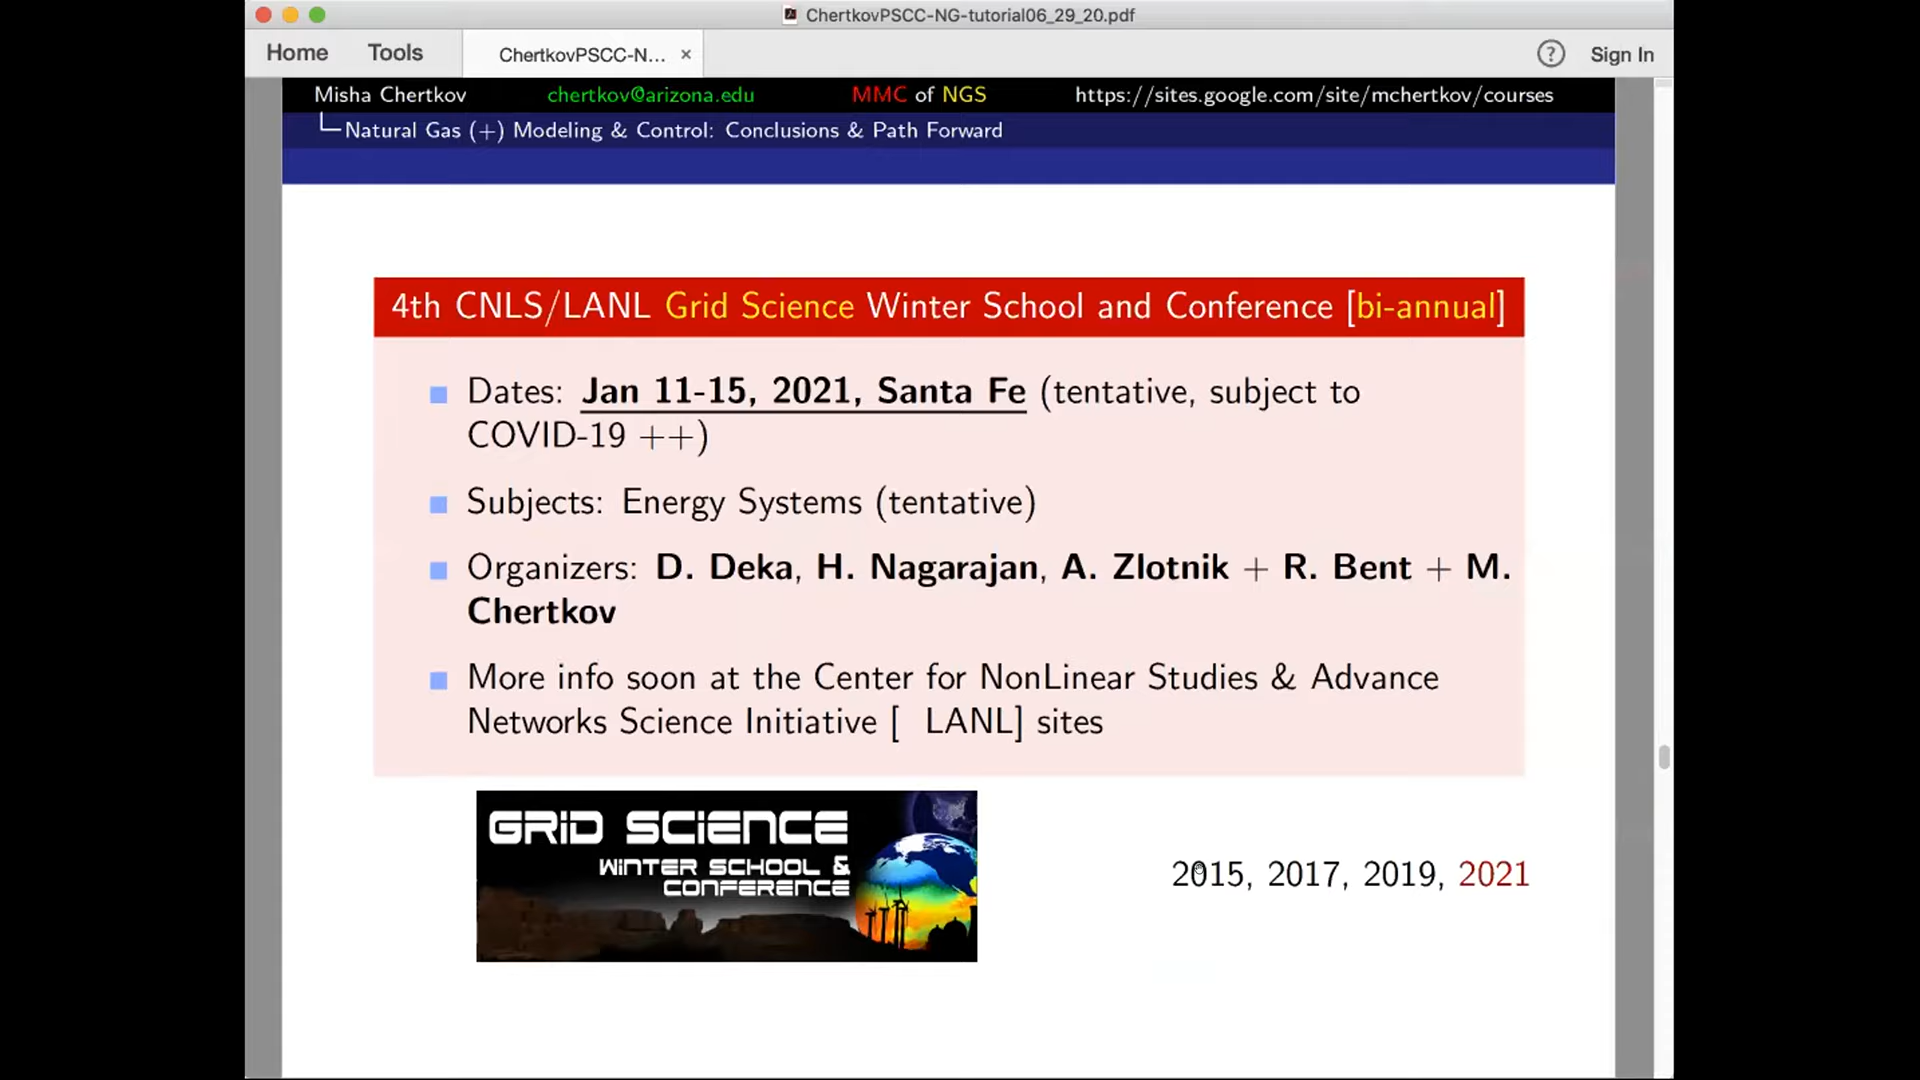 ChertkovPSCC-NG-tutorial06_29_20.pdf
Home Tools ChertkovPSCC-N... × ? Sign In
Misha Chertkov chertkov@arizona.edu MMC of NGS https://sites.google.com/site/mchertkov/courses
Natural Gas (+) Modeling & Control: Conclusions & Path Forward
4th CNLS/LANL Grid Science Winter School and Conference [bi-annual]
Dates: Jan 11-15, 2021, Santa Fe (tentative, subject to
COVID-19 ++)
Subjects: Energy Systems (tentative)
Organizers: D. Deka, H. Nagarajan, A. Zlotnik + R. Bent + M.
Chertkov
More info soon at the Center for NonLinear Studies & Advance
Networks Science Initiative [ LANL] sites
GRiD SCiENCE
WiNTER SCHOOL &
CONFERENCE
2015, 2017, 2019, 2021